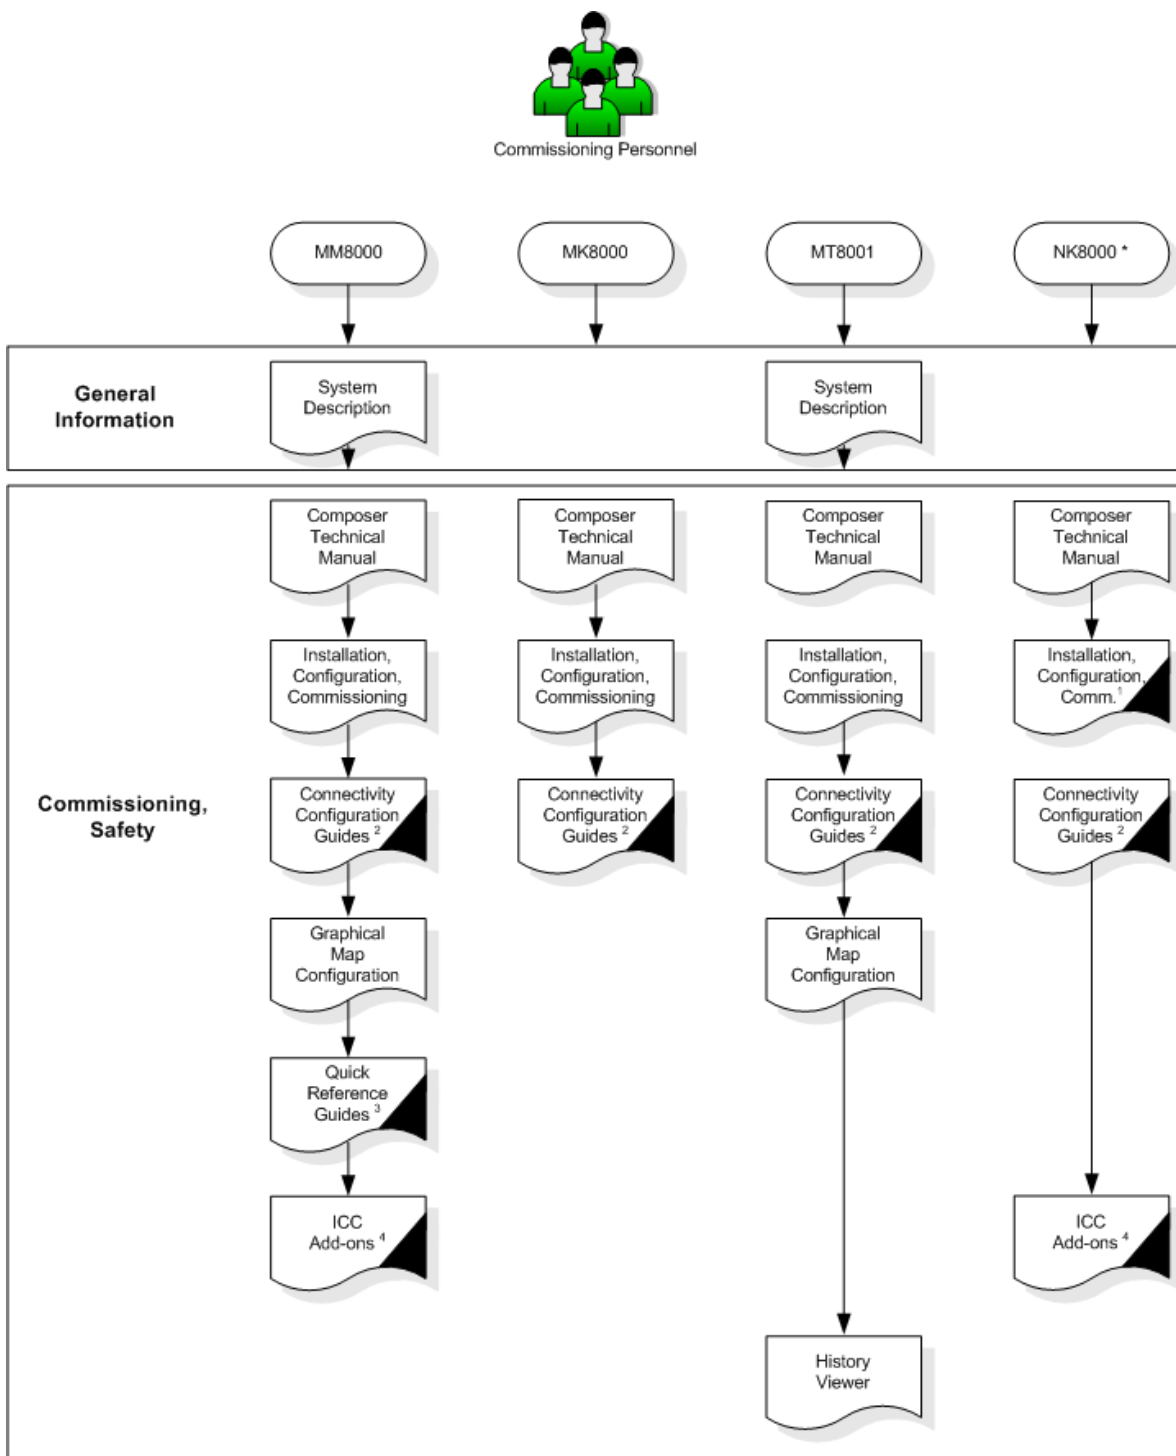 Commissioning Personnel
MM8000
MK8000
MT8001
NK8000 *
General
Information
System
Description
System
Description
Commissioning,
Safety
Composer
Technical
Manual
Composer
Technical
Manual
Composer
Technical
Manual
Composer
Technical
Manual
Installation,
Configuration,
Commissioning
Installation,
Configuration,
Commissioning
Installation,
Configuration,
Commissioning
Installation,
Configuration,
Comm.¹
Connectivity
Configuration
Guides ²
Connectivity
Configuration
Guides ²
Connectivity
Configuration
Guides ²
Connectivity
Configuration
Guides ²
Graphical
Map
Configuration
Graphical
Map
Configuration
Quick
Reference
Guides ³
ICC
Add-ons ⁴
ICC
Add-ons ⁴
History
Viewer